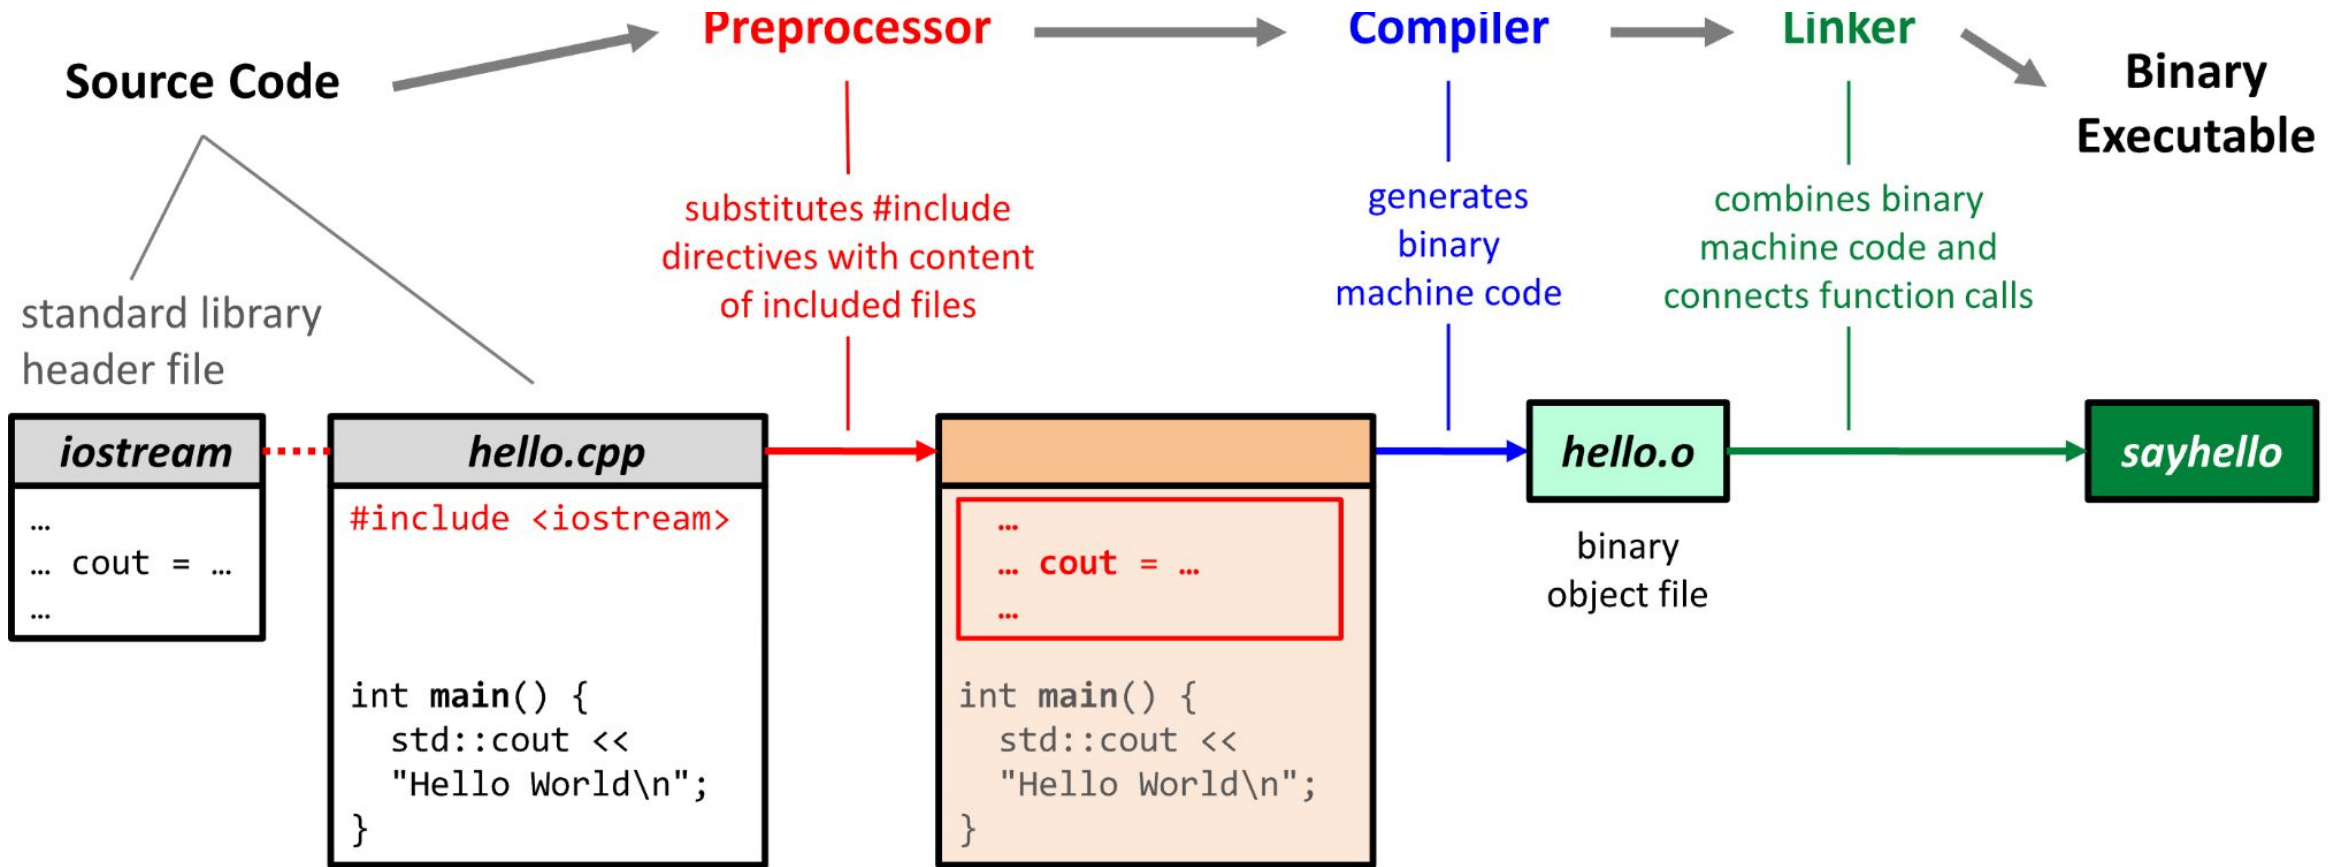 Source Code
Preprocessor
Compiler
Linker
Binary
Executable
substitutes #include
directives with content
of included files
generates
binary
machine code
combines binary
machine code and
connects function calls
standard library
header file
iostream
…
… cout = …
…
hello.cpp
#include <iostream>
int main() {
  std::cout <<
  "Hello World\n";
}
…
… cout = …
…
int main() {
  std::cout <<
  "Hello World\n";
}
hello.o
binary
object file
sayhello